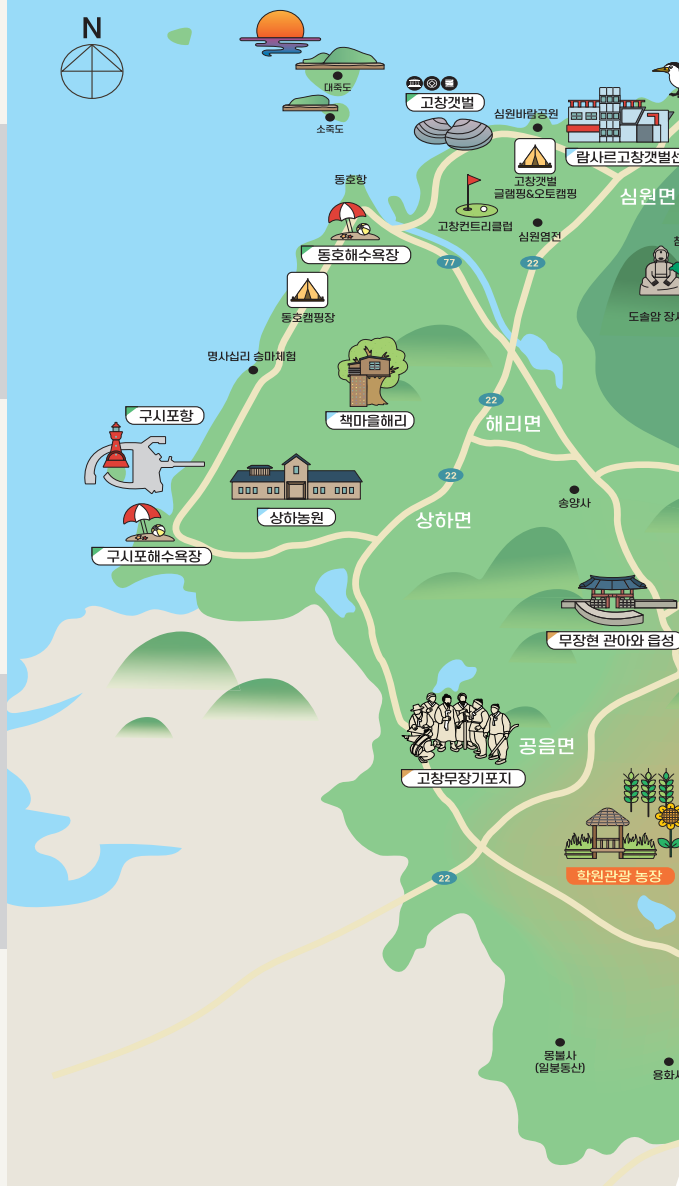 N
대죽도
소죽도
고창갯벌
심원바람공원
람사르고창갯벌센
고창갯벌
글램핑&오토캠핑
심원면
동호항
고창컨트리클럽
심원염전
동호해수욕장
77
22
도솔암
동호캠핑장
명사십리 승마체험
책마을해리
22
해리면
구시포항
22
상하농원
상하면
송양사
구시포해수욕장
무장현 관아와 읍성
공음면
고창무장기포지
학원관광 농장
22
몽불사
(일봉동산)
용화사